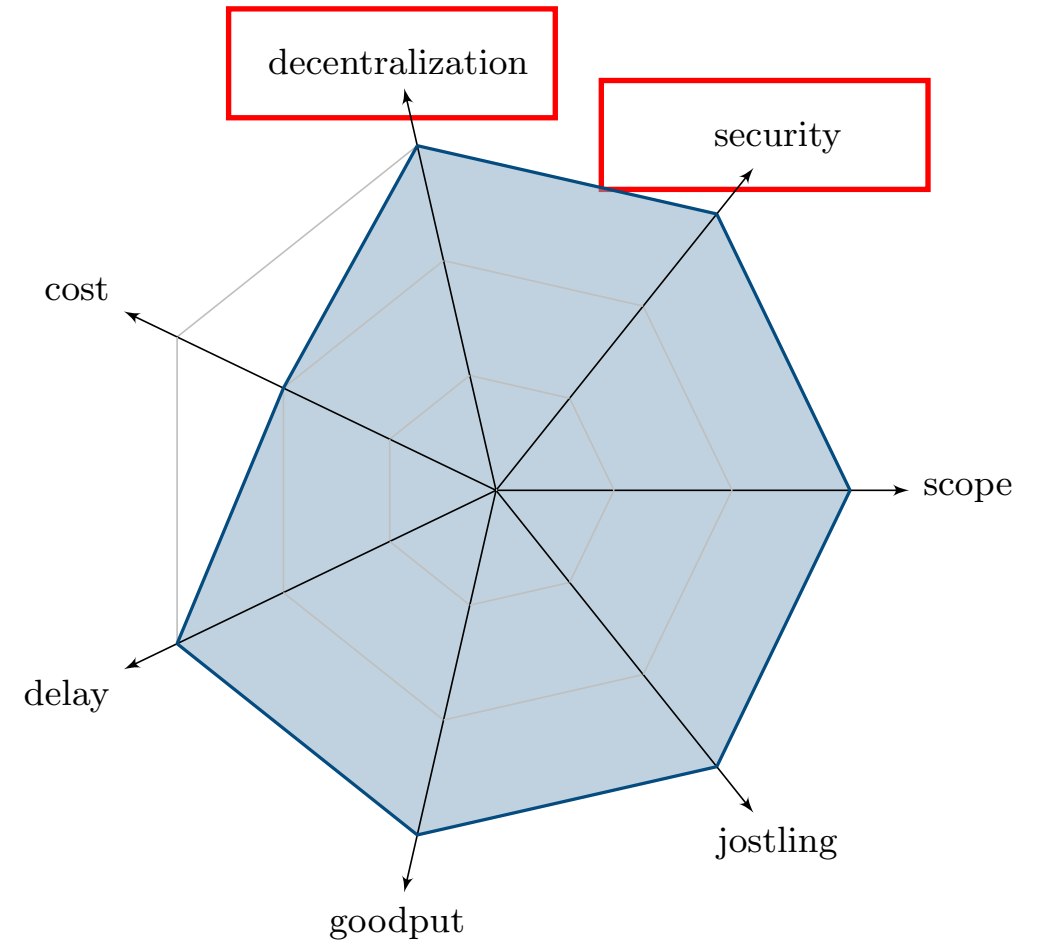 decentralization
security
cost
scope
delay
jostling
goodput